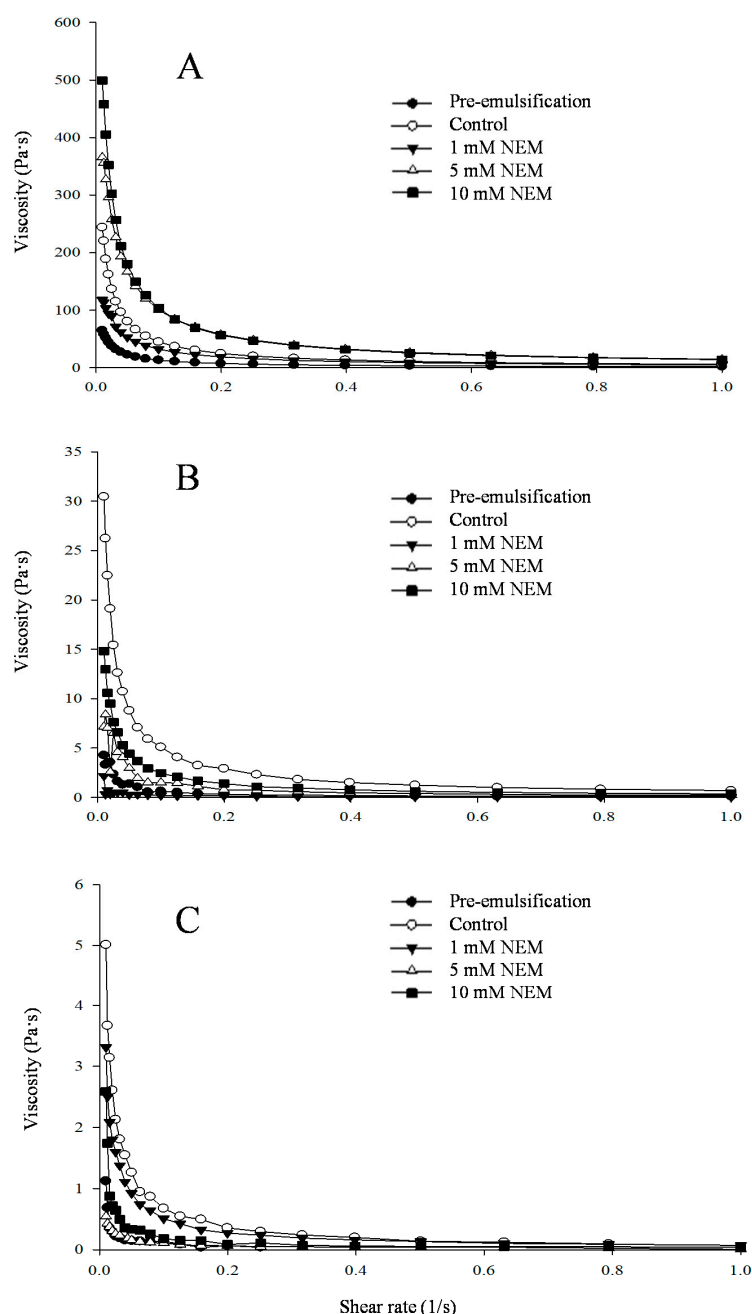 600
A
500
Pre-emulsification
Control
400
1 mM NEM
5 mM NEM
300
10 mM NEM
Viscosity (Pa·s)
200
100
0
0.0 0.2 0.4 0.6 0.8 1.0
35
B
30
Pre-emulsification
Control
25
1 mM NEM
5 mM NEM
20
10 mM NEM
Viscosity (Pa·s)
15
10
5
0
0.0 0.2 0.4 0.6 0.8 1.0
6
C
Pre-emulsification
5
Control
1 mM NEM
4
5 mM NEM
10 mM NEM
3
Viscosity (Pa·s)
2
1
0
0.0 0.2 0.4 0.6 0.8 1.0
Shear rate (1/s)